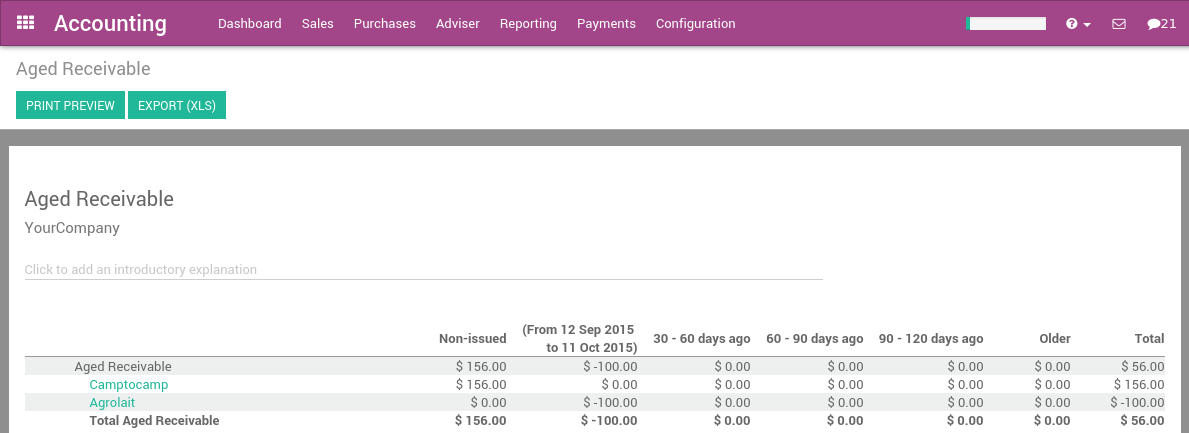 Accounting Dashboard Sales Purchases Adviser Reporting Payments Configuration 21
Aged Receivable
PRINT PREVIEW EXPORT (XLS)
Aged Receivable
YourCompany
Click to add an introductory explanation
Non-issued (From 12 Sep 2015 to 11 Oct 2015) 30 - 60 days ago 60 - 90 days ago 90 - 120 days ago Older Total
Aged Receivable $ 156.00 $ -100.00 $ 0.00 $ 0.00 $ 0.00 $ 0.00 $ 56.00
Camptocamp $ 156.00 $ 0.00 $ 0.00 $ 0.00 $ 0.00 $ 0.00 $ 156.00
Agrolait $ 0.00 $ -100.00 $ 0.00 $ 0.00 $ 0.00 $ 0.00 $ -100.00
Total Aged Receivable $ 156.00 $ -100.00 $ 0.00 $ 0.00 $ 0.00 $ 0.00 $ 56.00